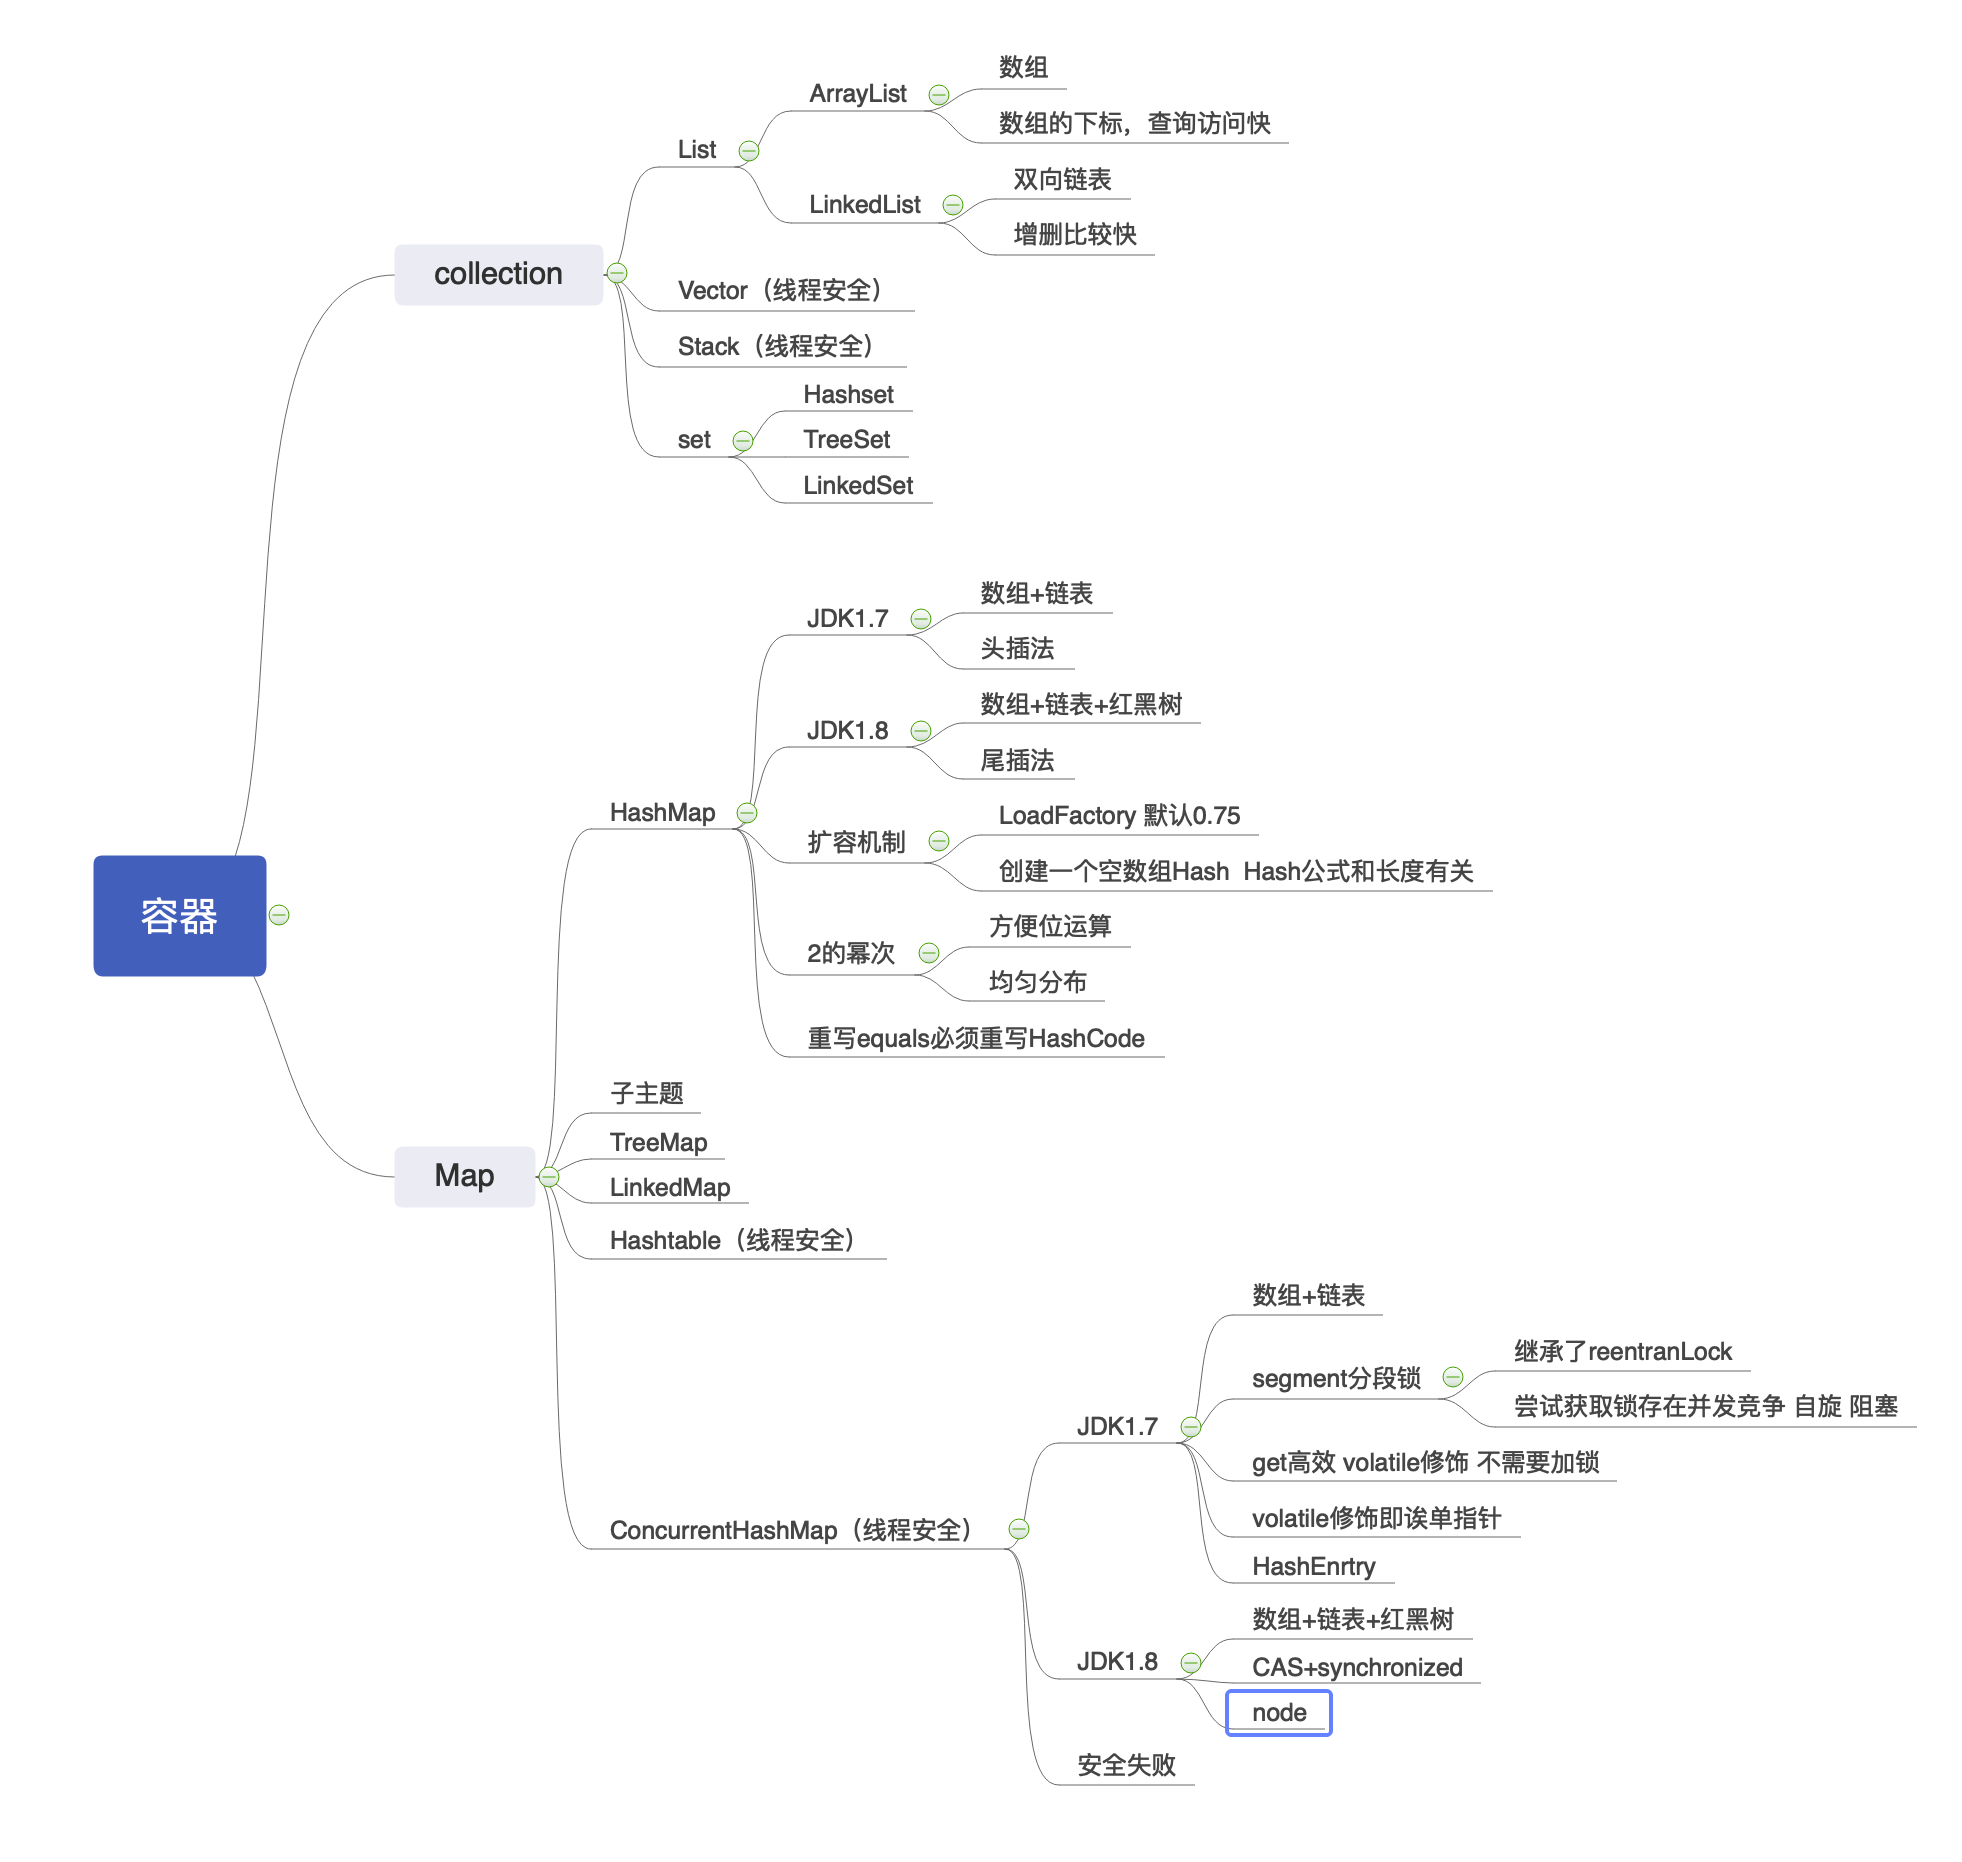 容器
collection
List
ArrayList
数组
数组的下标，查询访问快
LinkedList
双向链表
增删比较快
Vector（线程安全）
Stack（线程安全）
set
Hashset
TreeSet
LinkedSet
Map
HashMap
JDK1.7
数组+链表
头插法
JDK1.8
数组+链表+红黑树
尾插法
扩容机制
LoadFactory 默认0.75
创建一个空数组Hash  Hash公式和长度有关
2的幂次
方便位运算
均匀分布
重写equals必须重写HashCode
子主题
TreeMap
LinkedMap
Hashtable（线程安全）
ConcurrentHashMap（线程安全）
JDK1.7
数组+链表
segment分段锁
继承了reentranLock
尝试获取锁存在并发竞争 自旋 阻塞
get高效 volatile修饰 不需要加锁
volatile修饰即诶单指针
HashEnrtry
JDK1.8
数组+链表+红黑树
CAS+synchronized
node
安全失败